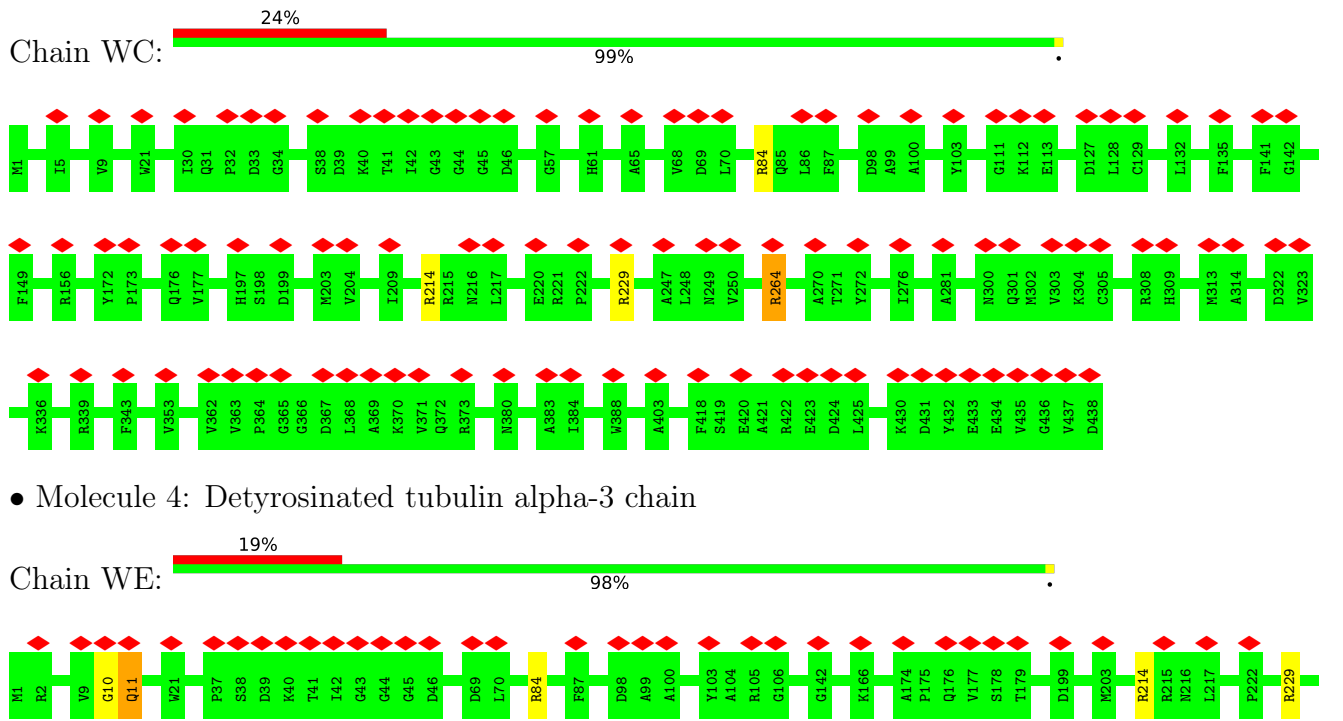 24%
Chain WC:
99%
•
M1 I5 V9 W21 I30 Q31 P32 D33 G34 S38 D39 K40 T41 I42 G43 G44 G45 D46 G57 H61 A65 V68 D69 L70 R84 Q85 L86 F87 D98 A99 A100 Y103 G111 K112 E113 D127 L128 C129 L132 F135 F141 G142
F149 R156 Y172 P173 Q176 V177 H197 S198 D199 M203 V204 I209 R214 R215 N216 L217 E220 R221 P222 R229 A247 L248 N249 V250 R264 A270 T271 Y272 I276 A281 N300 Q301 M302 V303 K304 C305 R308 H309 M313 A314 D322 V323
K336 R339 F343 V353 V362 V363 P364 G365 G366 D367 L368 A369 K370 V371 Q372 R373 N380 A383 I384 W388 A403 F418 S419 E420 A421 R422 E423 D424 L425 K430 D431 Y432 E433 E434 V435 G436 V437 D438
• Molecule 4: Detyrosinated tubulin alpha-3 chain
19%
Chain WE:
98%
•
M1 R2 V9 G10 Q11 W21 P37 S38 D39 K40 T41 I42 G43 G44 G45 D46 D69 L70 R84 F87 D98 A99 A100 Y103 A104 R105 G106 G142 K166 A174 P175 Q176 V177 S178 T179 D199 M203 R214 R215 N216 L217 P222 R229